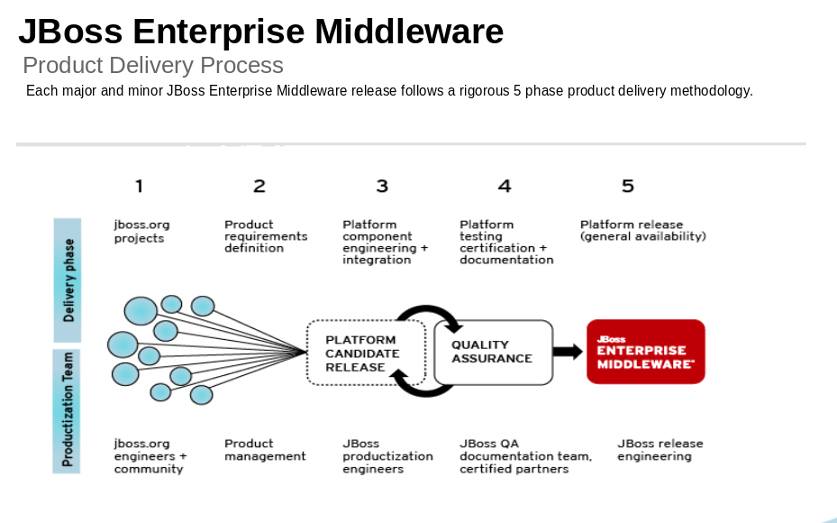 JBoss Enterprise Middleware
Product Delivery Process
Each major and minor JBoss Enterprise Middleware release follows a rigorous 5 phase product delivery methodology.
1
2
3
4
5
Delivery phase
jboss.org
projects
Product
requirements
definition
Platform
component
engineering +
integration
Platform
testing
certification +
documentation
Platform release
(general availability)
PLATFORM
CANDIDATE
RELEASE
QUALITY
ASSURANCE
JBoss
ENTERPRISE
MIDDLEWARE™
Productization Team
jboss.org
engineers +
community
Product
management
JBoss
productization
engineers
JBoss QA
documentation team,
certified partners
JBoss release
engineering